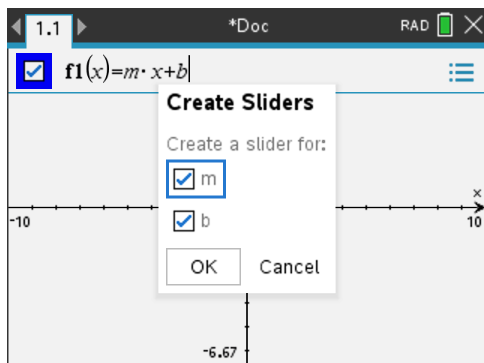 1.1 *Doc RAD
f1(x)=m·x+b
Create Sliders
Create a slider for:
m
b
OK Cancel
x
-10 10
-6.67